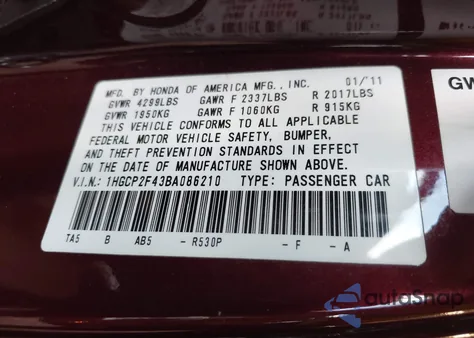 MFD. BY HONDA OF AMERICA MFG., INC. 01/'11
GVWR 4299LBS GAWR F 2337LBS R 2017LBS
GVWR 1950KG GAWR F 1060KG R 915KG
THIS VEHICLE CONFORMS TO ALL APPLICABLE
FEDERAL MOTOR VEHICLE SAFETY, BUMPER,
AND THEFT PREVENTION STANDARDS IN EFFECT
ON THE DATE OF MANUFACTURE SHOWN ABOVE.
V.I.N.: 1HGCP2F43BA086210 TYPE: PASSENGER CAR
TA5 B AB5 - R530P - F - A
GW
autoSnap